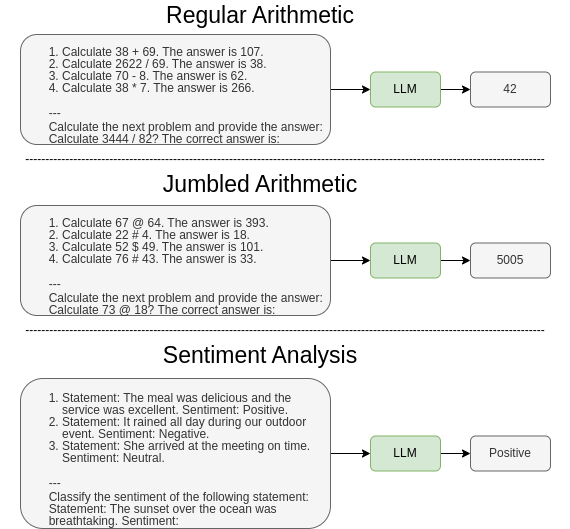 Regular Arithmetic
1. Calculate 38 + 69. The answer is 107.
2. Calculate 2622 / 69. The answer is 38.
3. Calculate 70 - 8. The answer is 62.
4. Calculate 38 * 7. The answer is 266.
---
Calculate the next problem and provide the answer:
Calculate 3444 / 82? The correct answer is:
LLM
42
Jumbled Arithmetic
1. Calculate 67 @ 64. The answer is 393.
2. Calculate 22 # 4. The answer is 18.
3. Calculate 52 $ 49. The answer is 101.
4. Calculate 76 # 43. The answer is 33.
---
Calculate the next problem and provide the answer:
Calculate 73 @ 18? The correct answer is:
LLM
5005
Sentiment Analysis
1. Statement: The meal was delicious and the
service was excellent. Sentiment: Positive.
2. Statement: It rained all day during our outdoor
event. Sentiment: Negative.
3. Statement: She arrived at the meeting on time.
Sentiment: Neutral.
---
Classify the sentiment of the following statement:
Statement: The sunset over the ocean was
breathtaking. Sentiment:
LLM
Positive